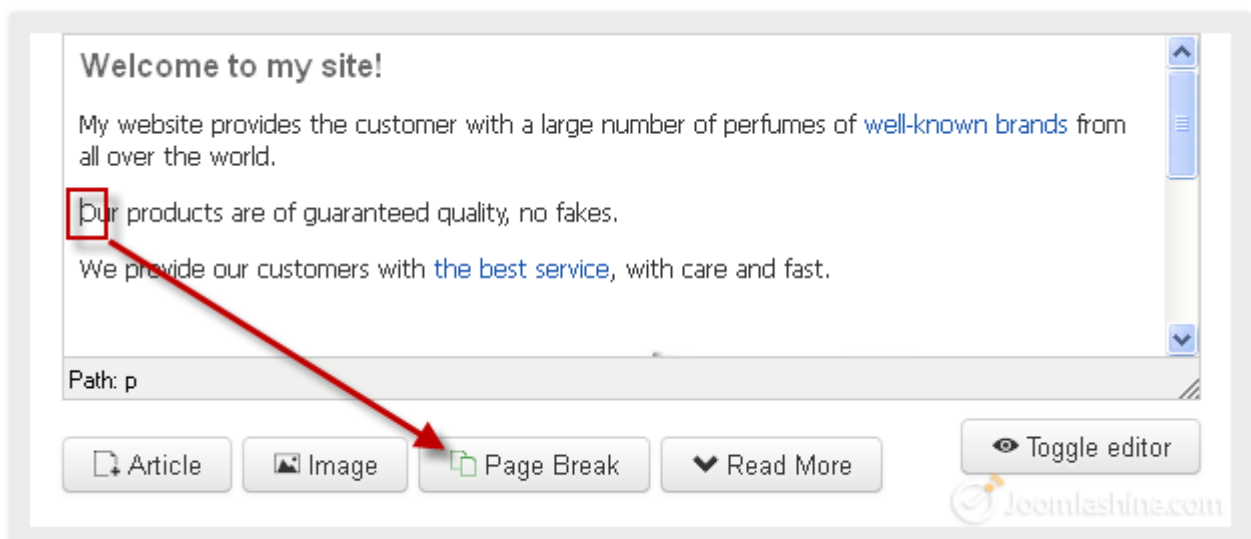 Welcome to my site!
My website provides the customer with a large number of perfumes of well-known brands from
all over the world.
Our products are of guaranteed quality, no fakes.
We provide our customers with the best service, with care and fast.
Path: p
Article
Image
Page Break
Read More
Toggle editor
Joomlashine.com